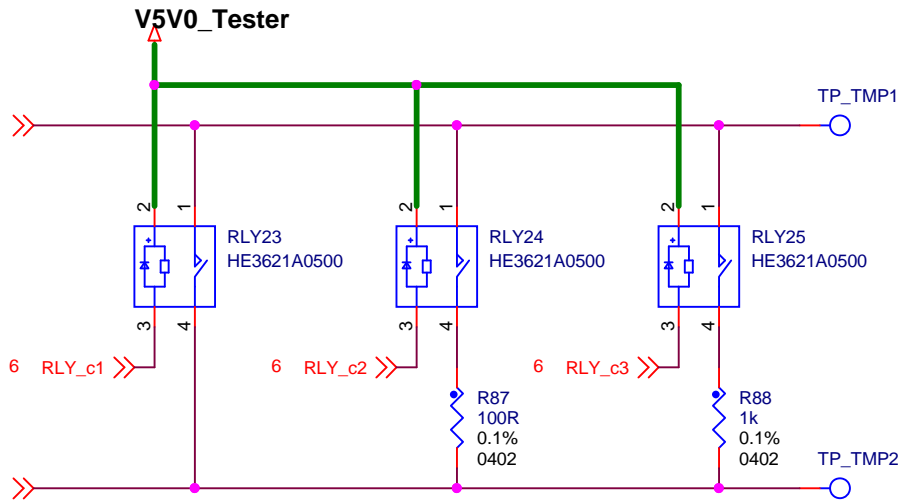 V5V0_Tester
TP_TMP1
2
1
RLY23
HE3621A0500
3
4
2
1
RLY24
HE3621A0500
3
4
2
1
RLY25
HE3621A0500
3
4
6 RLY_c1
6 RLY_c2
6 RLY_c3
R87
100R
0.1%
0402
R88
1k
0.1%
0402
TP_TMP2